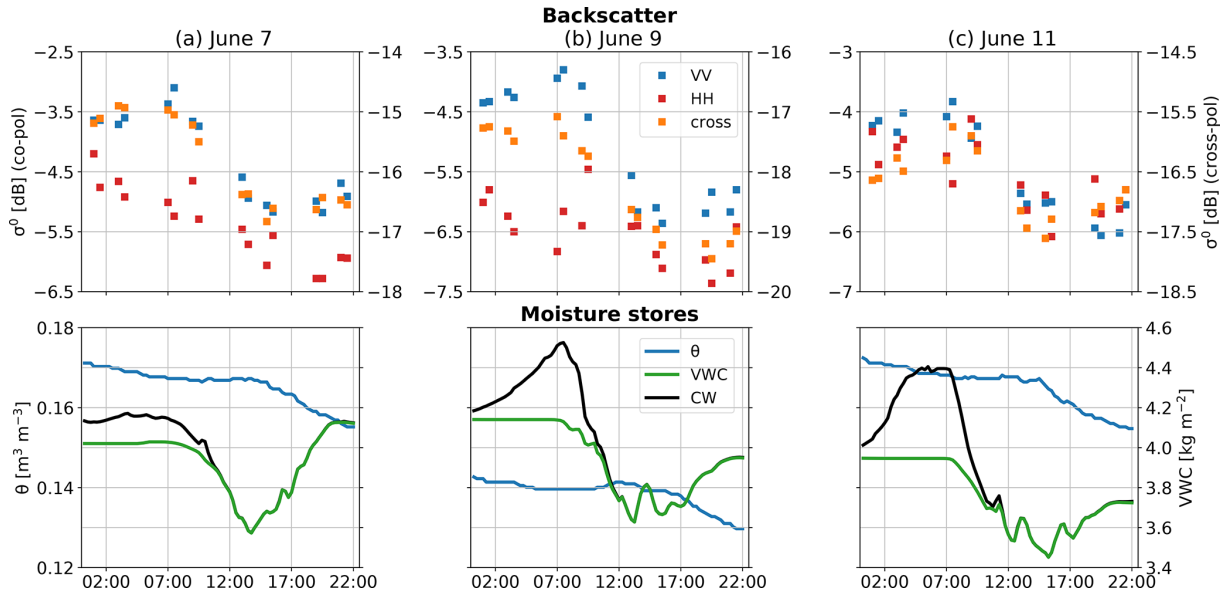 Backscatter
(a) June 7
(b) June 9
(c) June 11
σ⁰ [dB] (co-pol)
−2.5
−3.5
−4.5
−5.5
−6.5
−14
−15
−16
−17
−18
−3.5
−4.5
−5.5
−6.5
−7.5
VV
HH
cross
−16
−17
−18
−19
−20
−3
−4
−5
−6
−7
−14.5
−15.5
−16.5
−17.5
−18.5
σ⁰ [dB] (cross-pol)
Moisture stores
θ [m³ m⁻³]
0.18
0.16
0.14
0.12
02:00 07:00 12:00 17:00 22:00
θ
VWC
CW
02:00 07:00 12:00 17:00 22:00
4.6
4.4
4.2
4.0
3.8
3.6
3.4
VWC [kg m⁻²]
02:00 07:00 12:00 17:00 22:00